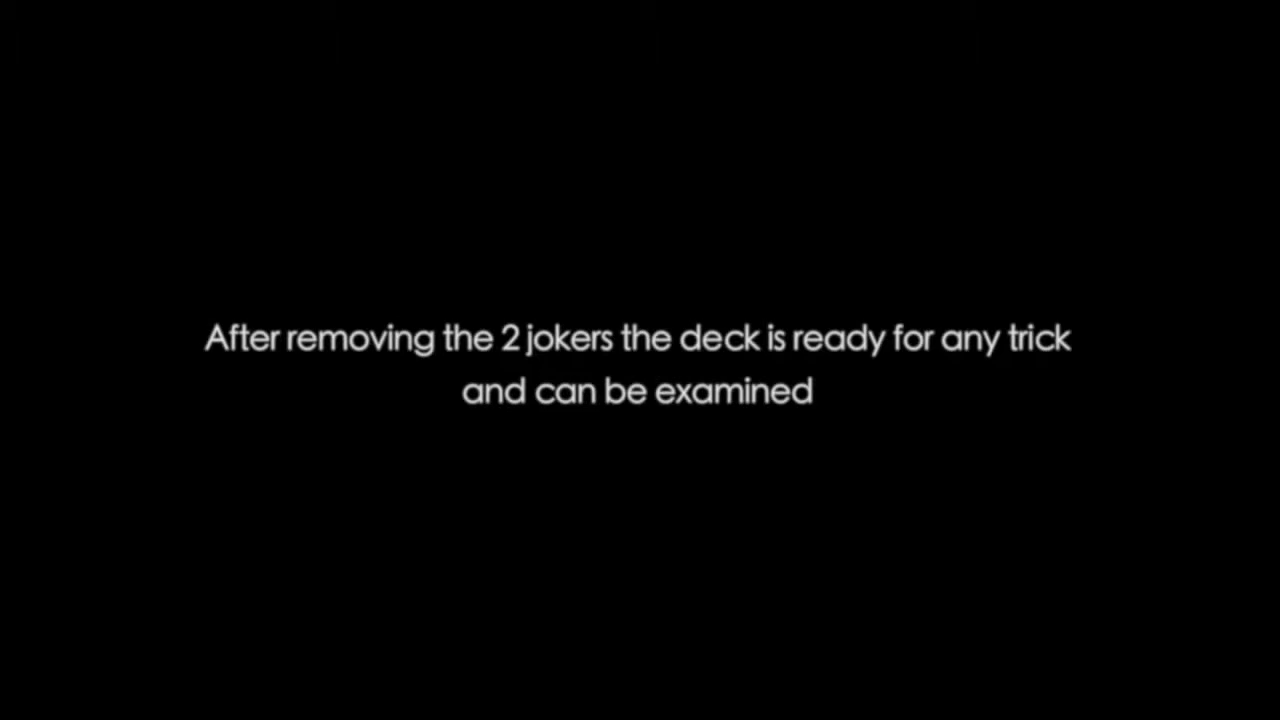 After removing the 2 jokers the deck is ready for any trick
and can be examined